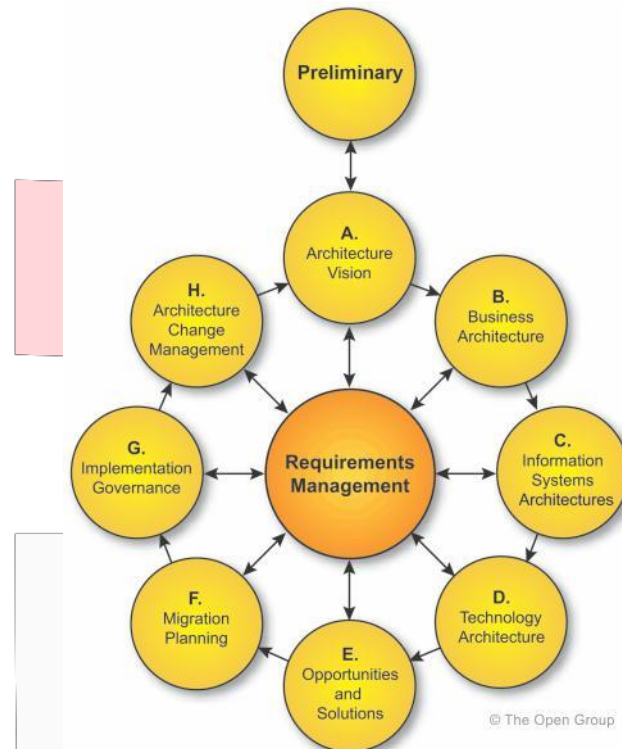 Preliminary
A.
Architecture
Vision
B.
Business
Architecture
C.
Information
Systems
Architectures
D.
Technology
Architecture
E.
Opportunities
and
Solutions
F.
Migration
Planning
G.
Implementation
Governance
H.
Architecture
Change
Management
Requirements
Management
© The Open Group